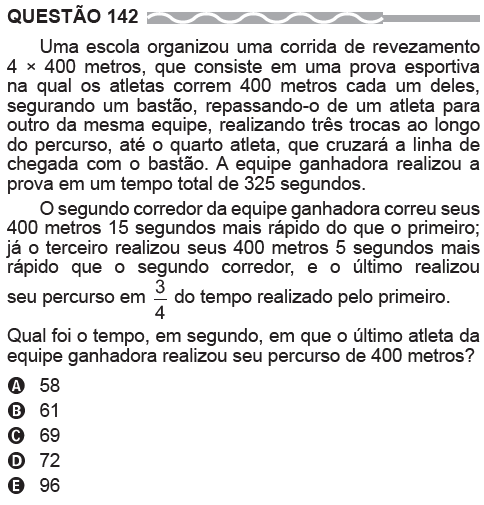 QUESTÃO 142
Uma escola organizou uma corrida de revezamento
4 × 400 metros, que consiste em uma prova esportiva
na qual os atletas correm 400 metros cada um deles,
segurando um bastão, repassando-o de um atleta para
outro da mesma equipe, realizando três trocas ao longo
do percurso, até o quarto atleta, que cruzará a linha de
chegada com o bastão. A equipe ganhadora realizou a
prova em um tempo total de 325 segundos.
O segundo corredor da equipe ganhadora correu seus
400 metros 15 segundos mais rápido do que o primeiro;
já o terceiro realizou seus 400 metros 5 segundos mais
rápido que o segundo corredor, e o último realizou
seu percurso em 3/4 do tempo realizado pelo primeiro.
Qual foi o tempo, em segundo, em que o último atleta da
equipe ganhadora realizou seu percurso de 400 metros?
A 58
B 61
C 69
D 72
E 96